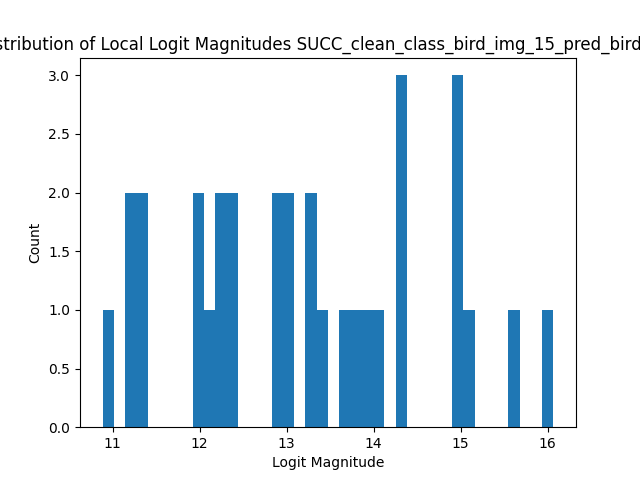 stribution of Local Logit Magnitudes SUCC_clean_class_bird_img_15_pred_bird
3.0
2.5
2.0
1.5
1.0
0.5
0.0
Count
11 12 13 14 15 16
Logit Magnitude